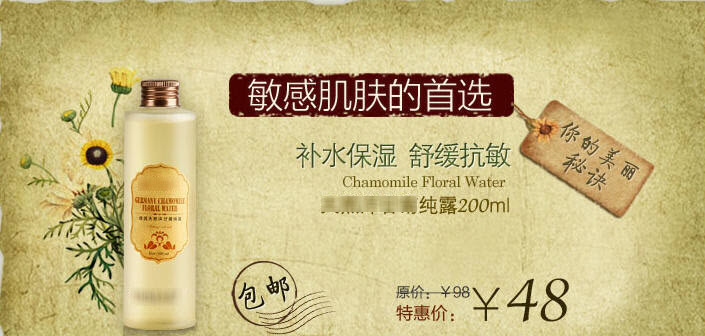 敏感肌肤的首选
补水保湿 舒缓抗敏
Chamomile Floral Water
纯露200ml
你的美丽
秘诀
GERMANY CHAMOMILE
FLORAL WATER
包邮
原价：￥98
特惠价：￥48